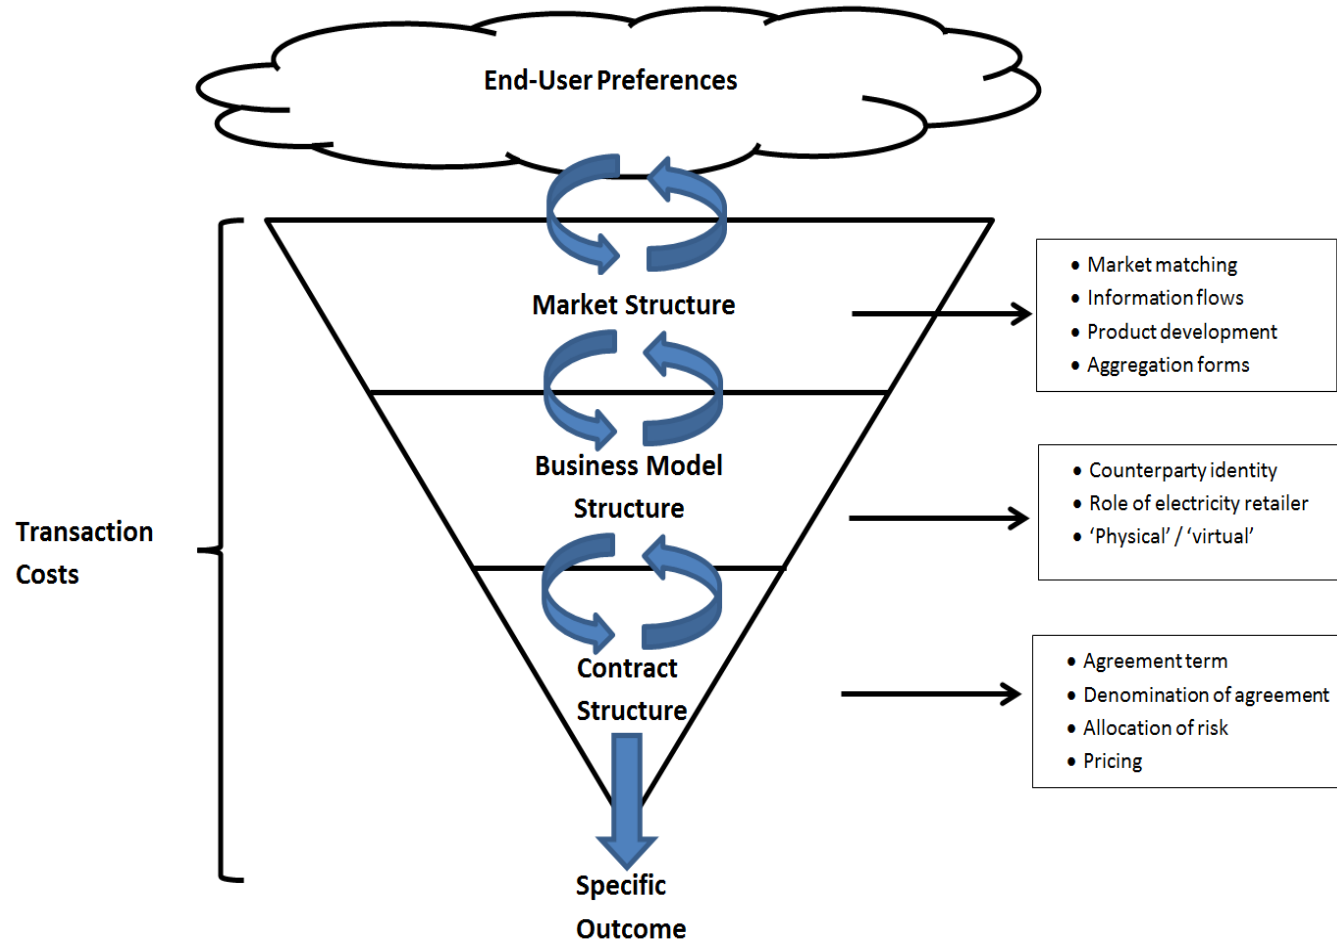 End-User Preferences
Market Structure
• Market matching
• Information flows
• Product development
• Aggregation forms
Business Model
Structure
• Counterparty identity
• Role of electricity retailer
• ‘Physical’ / ‘virtual’
Transaction
Costs
Contract
Structure
• Agreement term
• Denomination of agreement
• Allocation of risk
• Pricing
Specific
Outcome